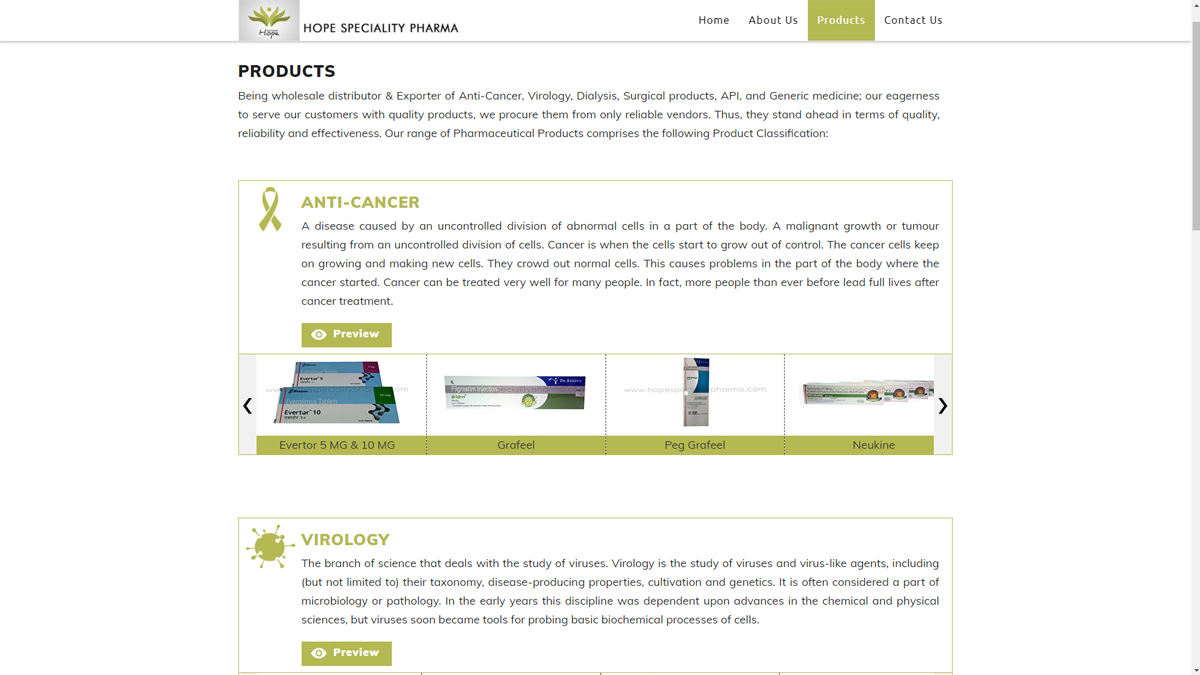 Hope
HOPE SPECIALITY PHARMA
Home About Us Products Contact Us
PRODUCTS
Being wholesale distributor & Exporter of Anti-Cancer, Virology, Dialysis, Surgical products, API, and Generic medicine; our eagerness
to serve our customers with quality products, we procure them from only reliable vendors. Thus, they stand ahead in terms of quality,
reliability and effectiveness. Our range of Pharmaceutical Products comprises the following Product Classification:
ANTI-CANCER
A disease caused by an uncontrolled division of abnormal cells in a part of the body. A malignant growth or tumour
resulting from an uncontrolled division of cells. Cancer is when the cells start to grow out of control. The cancer cells keep
on growing and making new cells. They crowd out normal cells. This causes problems in the part of the body where the
cancer started. Cancer can be treated very well for many people. In fact, more people than ever before lead full lives after
cancer treatment.
Preview
Evertor 5
Everolimus Tablets
Evertor 10
Filgrastim Injection
DR. REDDY'S
Evertor 5 MG & 10 MG Grafeel Peg Grafeel Neukine
VIROLOGY
The branch of science that deals with the study of viruses. Virology is the study of viruses and virus-like agents, including
(but not limited to) their taxonomy, disease-producing properties, cultivation and genetics. It is often considered a part of
microbiology or pathology. In the early years this discipline was dependent upon advances in the chemical and physical
sciences, but viruses soon became tools for probing basic biochemical processes of cells.
Preview